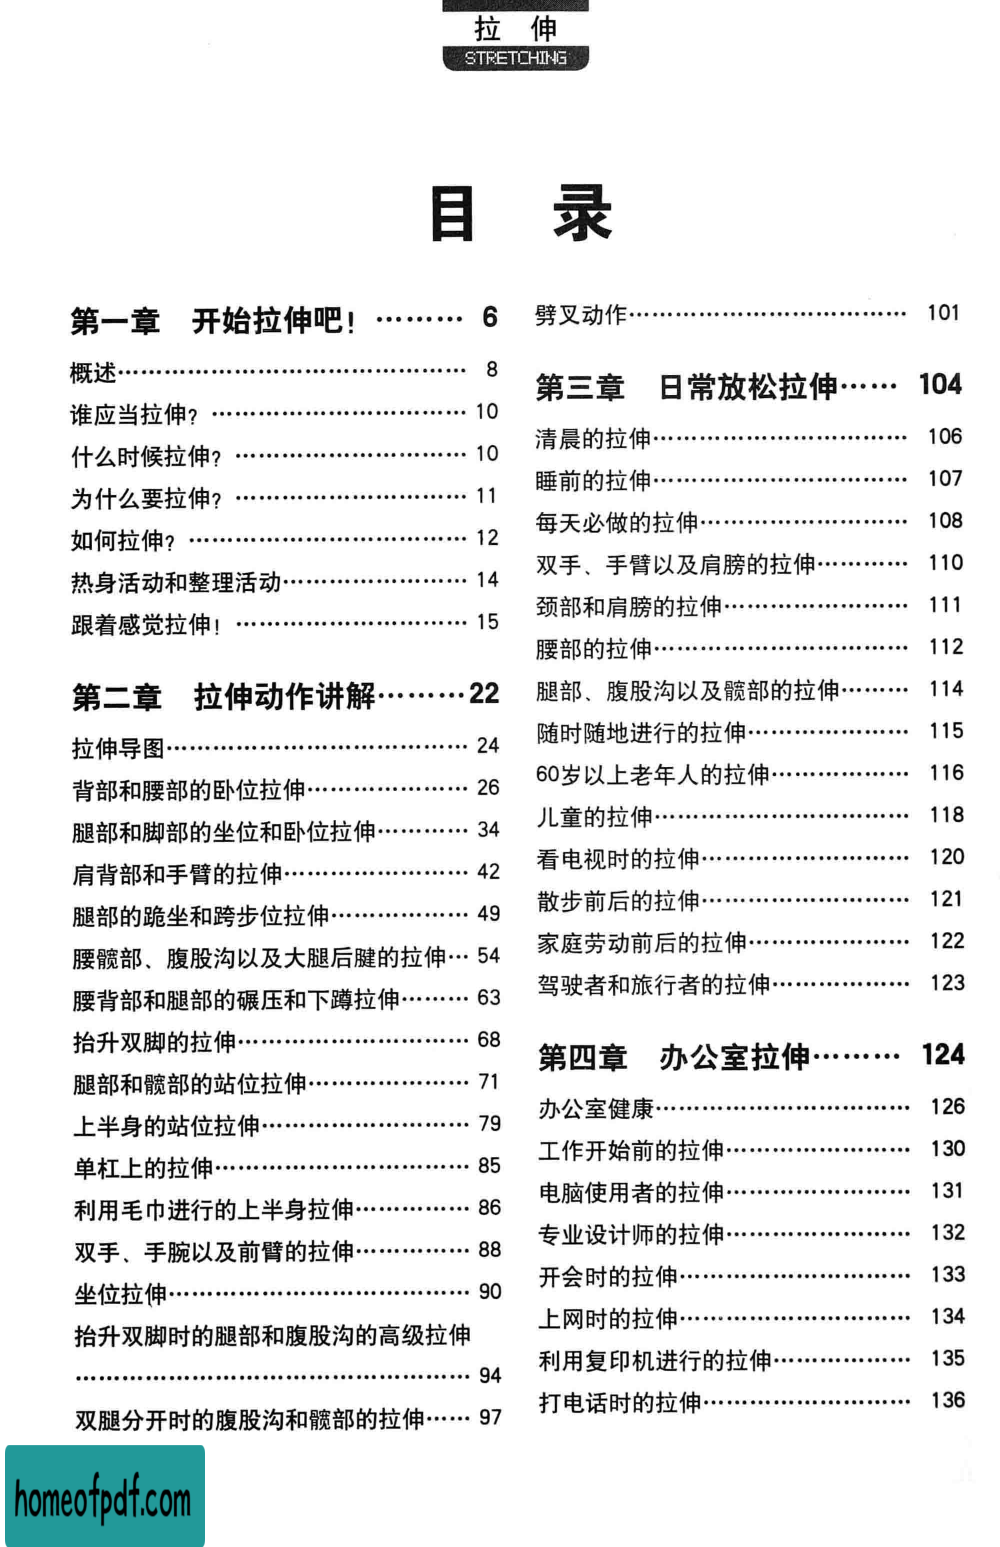 拉 伸
STRETCHING
目 录
第一章 开始拉伸吧！ ……… 6
概述…………………………………… 8
谁应当拉伸？ ………………………… 10
什么时候拉伸？ ……………………… 10
为什么要拉伸？ ……………………… 11
如何拉伸？ …………………………… 12
热身活动和整理活动………………… 14
跟着感觉拉伸！ ……………………… 15
第二章 拉伸动作讲解………22
拉伸导图……………………………… 24
背部和腰部的卧位拉伸……………… 26
腿部和脚部的坐位和卧位拉伸……… 34
肩背部和手臂的拉伸………………… 42
腿部的跪坐和跨步位拉伸…………… 49
腰髋部、腹股沟以及大腿后腱的拉伸… 54
腰背部和腿部的碾压和下蹲拉伸……… 63
抬升双脚的拉伸……………………… 68
腿部和髋部的站位拉伸……………… 71
上半身的站位拉伸…………………… 79
单杠上的拉伸………………………… 85
利用毛巾进行的上半身拉伸………… 86
双手、手腕以及前臂的拉伸………… 88
坐位拉伸……………………………… 90
抬升双脚时的腿部和腹股沟的高级拉伸
……………………………………… 94
双腿分开时的腹股沟和髋部的拉伸…… 97
劈叉动作……………………………… 101
第三章 日常放松拉伸…… 104
清晨的拉伸…………………………… 106
睡前的拉伸…………………………… 107
每天必做的拉伸……………………… 108
双手、手臂以及肩膀的拉伸………… 110
颈部和肩膀的拉伸…………………… 111
腰部的拉伸…………………………… 112
腿部、腹股沟以及髋部的拉伸……… 114
随时随地进行的拉伸………………… 115
60岁以上老年人的拉伸……………… 116
儿童的拉伸…………………………… 118
看电视时的拉伸……………………… 120
散步前后的拉伸……………………… 121
家庭劳动前后的拉伸………………… 122
驾驶者和旅行者的拉伸……………… 123
第四章 办公室拉伸……… 124
办公室健康…………………………… 126
工作开始前的拉伸…………………… 130
电脑使用者的拉伸…………………… 131
专业设计师的拉伸…………………… 132
开会时的拉伸………………………… 133
上网时的拉伸………………………… 134
利用复印机进行的拉伸……………… 135
打电话时的拉伸……………………… 136
homeofpdf.com